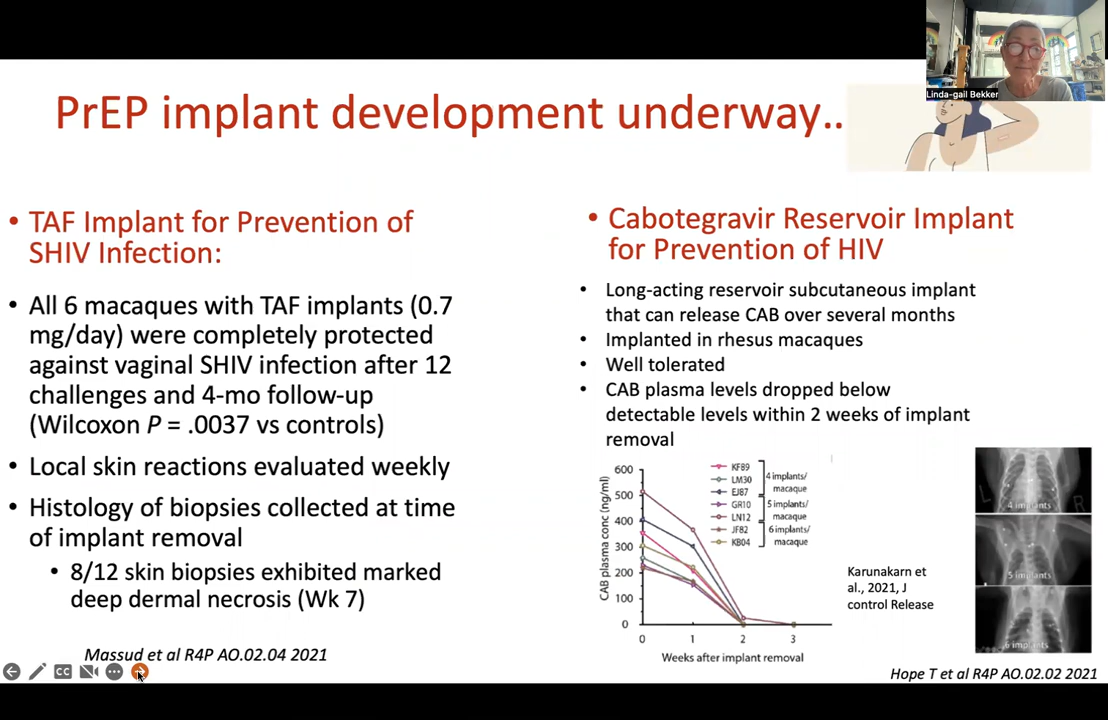 Linda-gail Bekker
PrEP implant development underway..
• TAF Implant for Prevention of
SHIV Infection:
• All 6 macaques with TAF implants (0.7
mg/day) were completely protected
against vaginal SHIV infection after 12
challenges and 4-mo follow-up
(Wilcoxon P = .0037 vs controls)
• Local skin reactions evaluated weekly
• Histology of biopsies collected at time
of implant removal
• 8/12 skin biopsies exhibited marked
deep dermal necrosis (Wk 7)
Massud et al R4P AO.02.04 2021
CC
• Cabotegravir Reservoir Implant
for Prevention of HIV
• Long-acting reservoir subcutaneous implant
that can release CAB over several months
• Implanted in rhesus macaques
• Well tolerated
• CAB plasma levels dropped below
detectable levels within 2 weeks of implant
removal
CAB plasma conc (ng/ml)
600
500
400
300
200
100
0
0 1 2 3
Weeks after implant removal
KF89
LM30
EJ87
GR10
LN12
JF82
KB04
4 implants/
macaque
5 implants/
macaque
6 implants/
macaque
Karunakarn et
al., 2021, J
control Release
L R
4 implants
5 implants
6 implants
Hope T et al R4P AO.02.02 2021